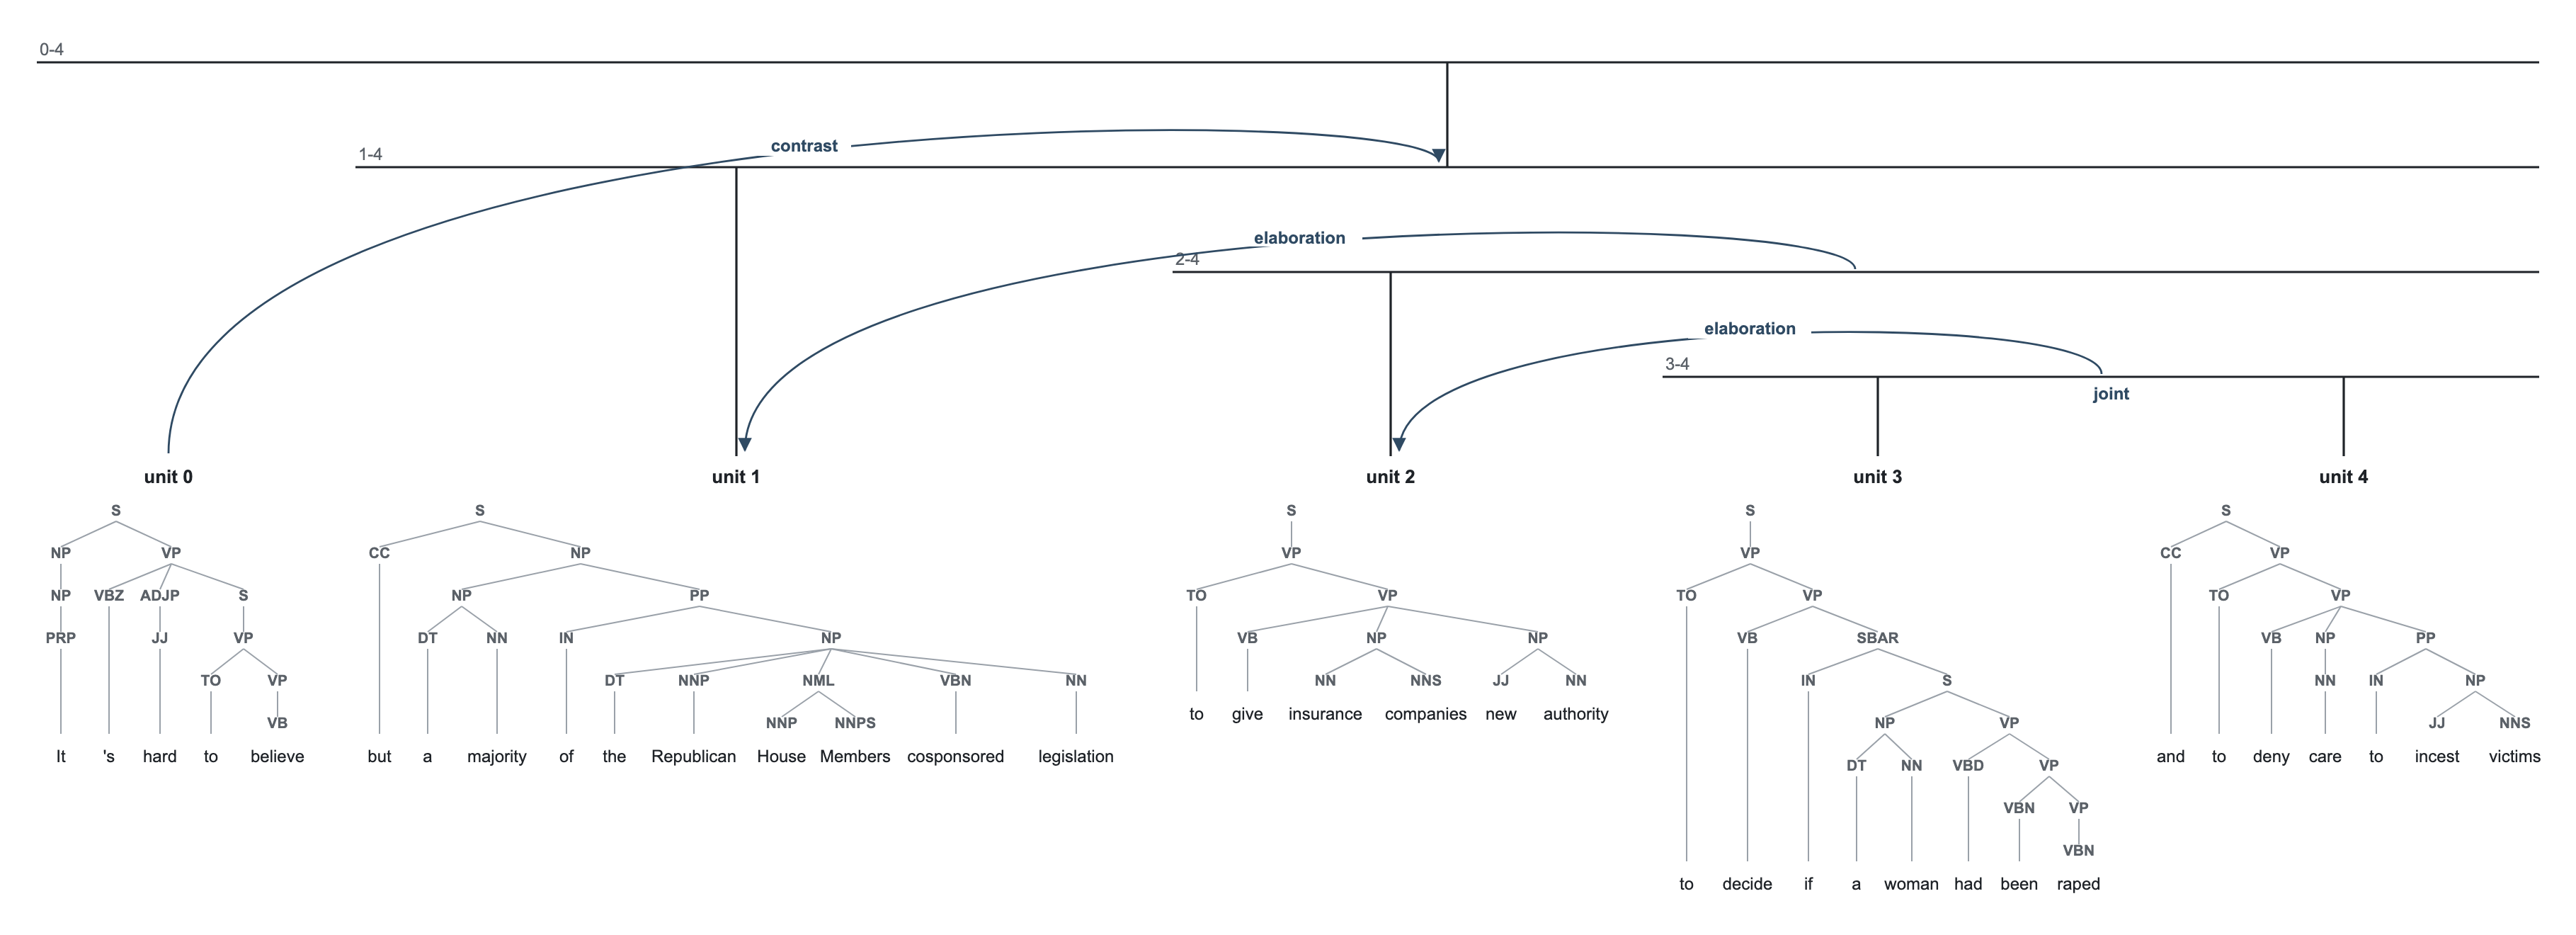 0-4
contrast
1-4
elaboration
2-4
elaboration
3-4
joint
unit 0 unit 1 unit 2 unit 3 unit 4
S S S S S
NP VP CC NP VP VP CC VP
NP VBZ ADJP S NP PP TO VP TO VP TO VP
PRP JJ VP DT NN IN NP VB NP NP VB SBAR VB NP PP
TO VP DT NNP NML VBN NN NN NNS JJ NN IN S NN IN NP
to give insurance companies new authority
VB NNP NNPS NP VP JJ NNS
It 's hard to believe but a majority of the Republican House Members cosponsored legislation and to deny care to incest victims
DT NN VBD VP
VBN VP
VBN
to decide if a woman had been raped